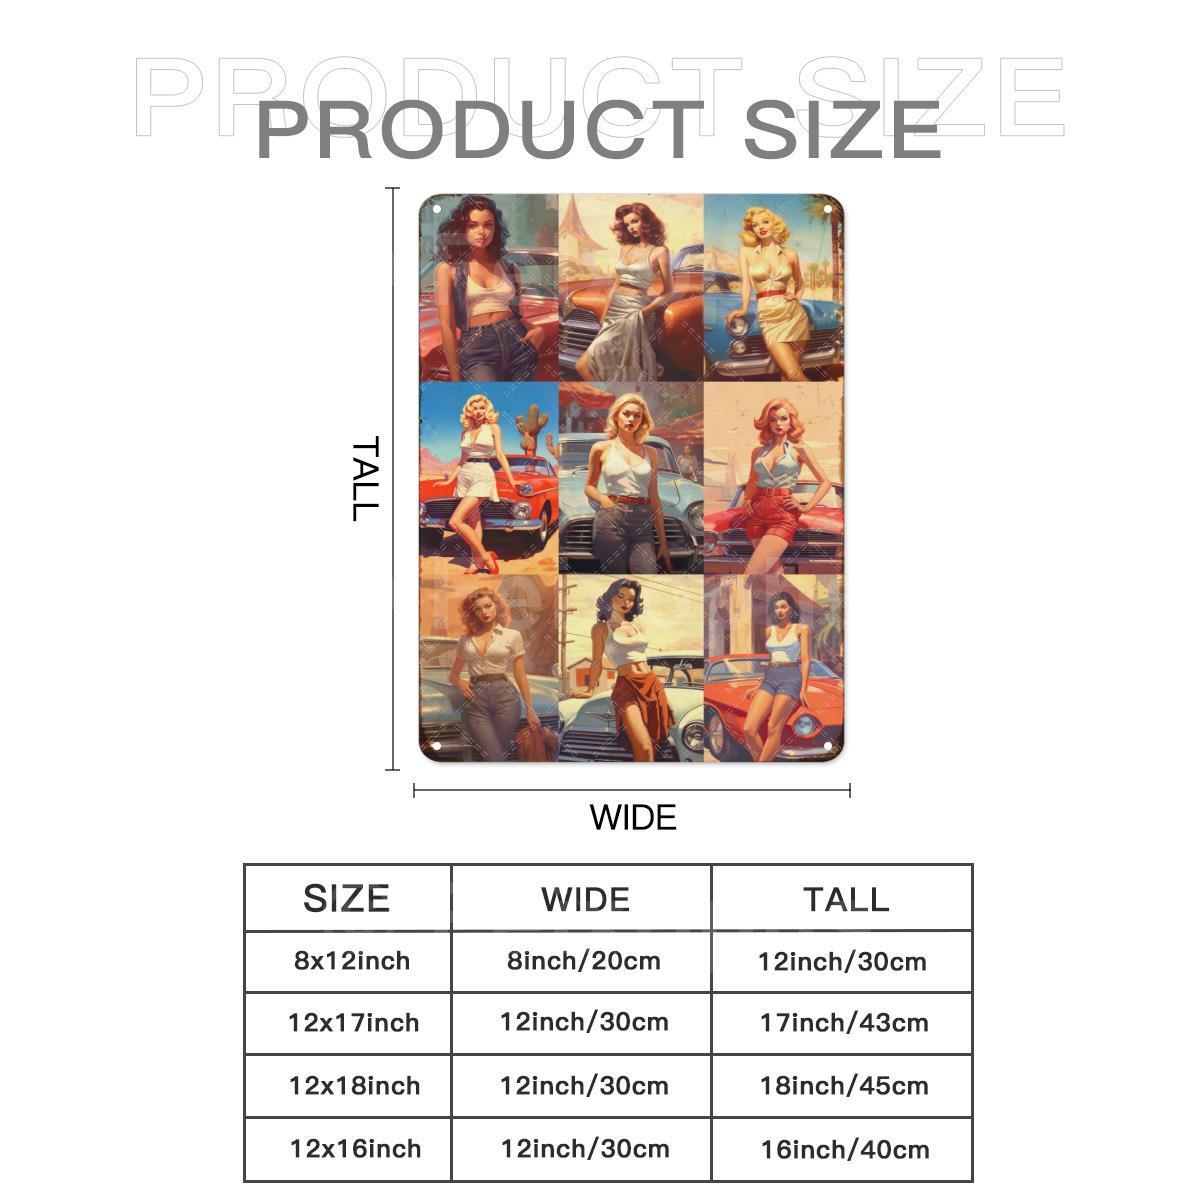 PRODUCT SIZE
PRODUCT SIZE
TALL
WIDE
SIZE WIDE TALL
8x12inch 8inch/20cm 12inch/30cm
12x17inch 12inch/30cm 17inch/43cm
12x18inch 12inch/30cm 18inch/45cm
12x16inch 12inch/30cm 16inch/40cm